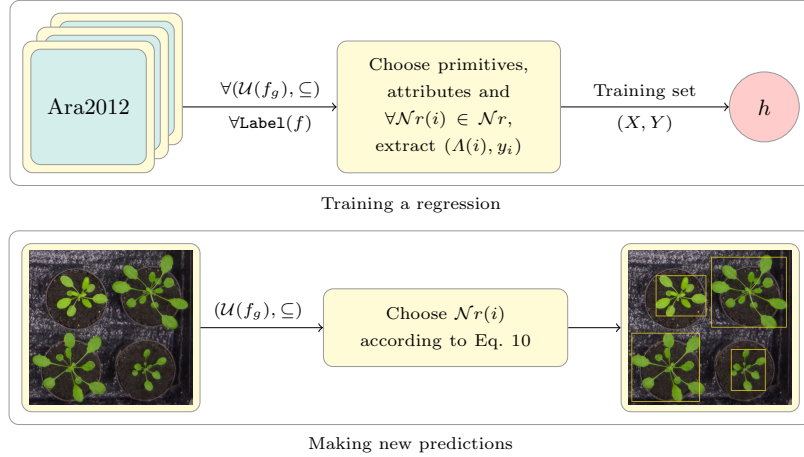 Ara2012
∀(𝒰(f_g), ⊆)
∀Label(f)
Choose primitives,
attributes and
∀𝒩r(i) ∈ 𝒩r,
extract (Λ(i), y_i)
Training set
(X, Y)
h
Training a regression
(𝒰(f_g), ⊆)
Choose 𝒩r(i)
according to Eq. 10
Making new predictions